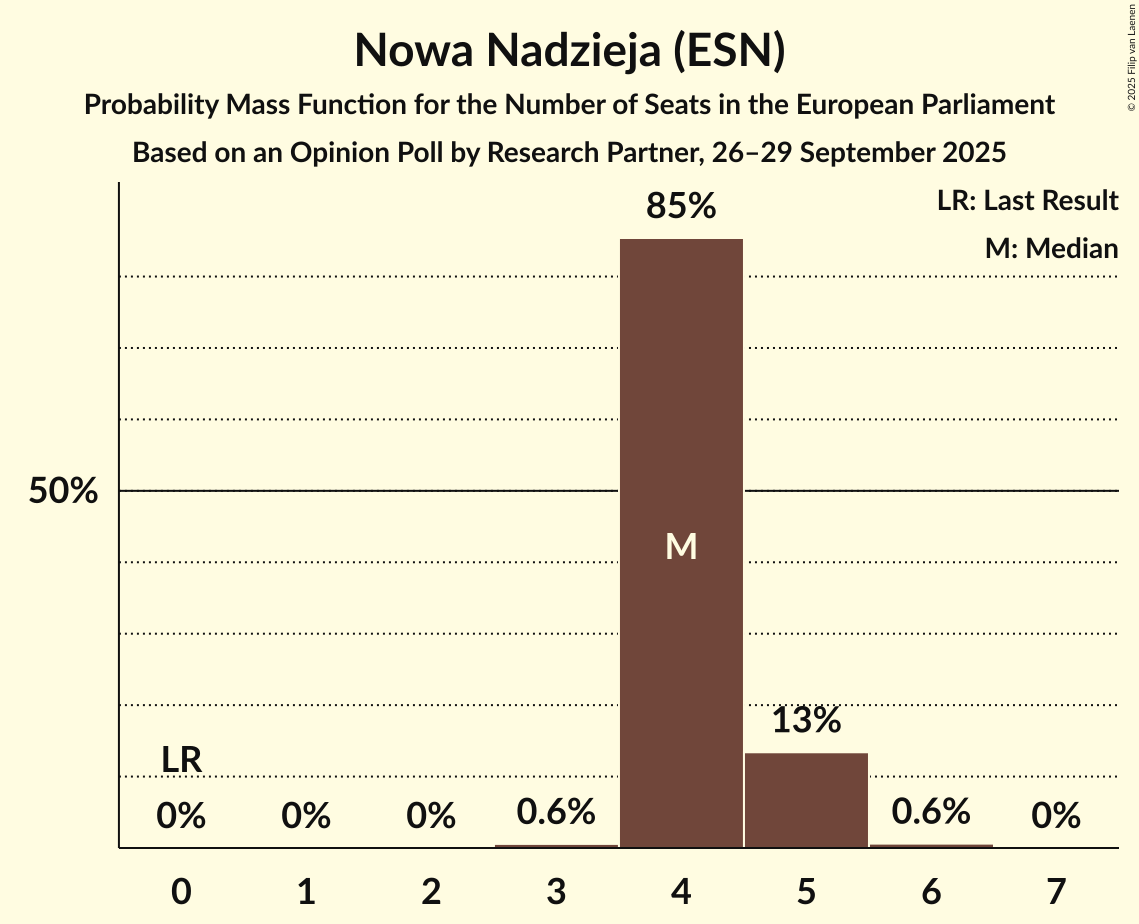 Nowa Nadzieja (ESN)
Probability Mass Function for the Number of Seats in the European Parliament
Based on an Opinion Poll by Research Partner, 26–29 September 2025
© 2025 Filip van Laenen
LR: Last Result
M: Median
85%
50%
M
13%
LR
0% 0% 0% 0.6% 0.6% 0%
0 1 2 3 4 5 6 7